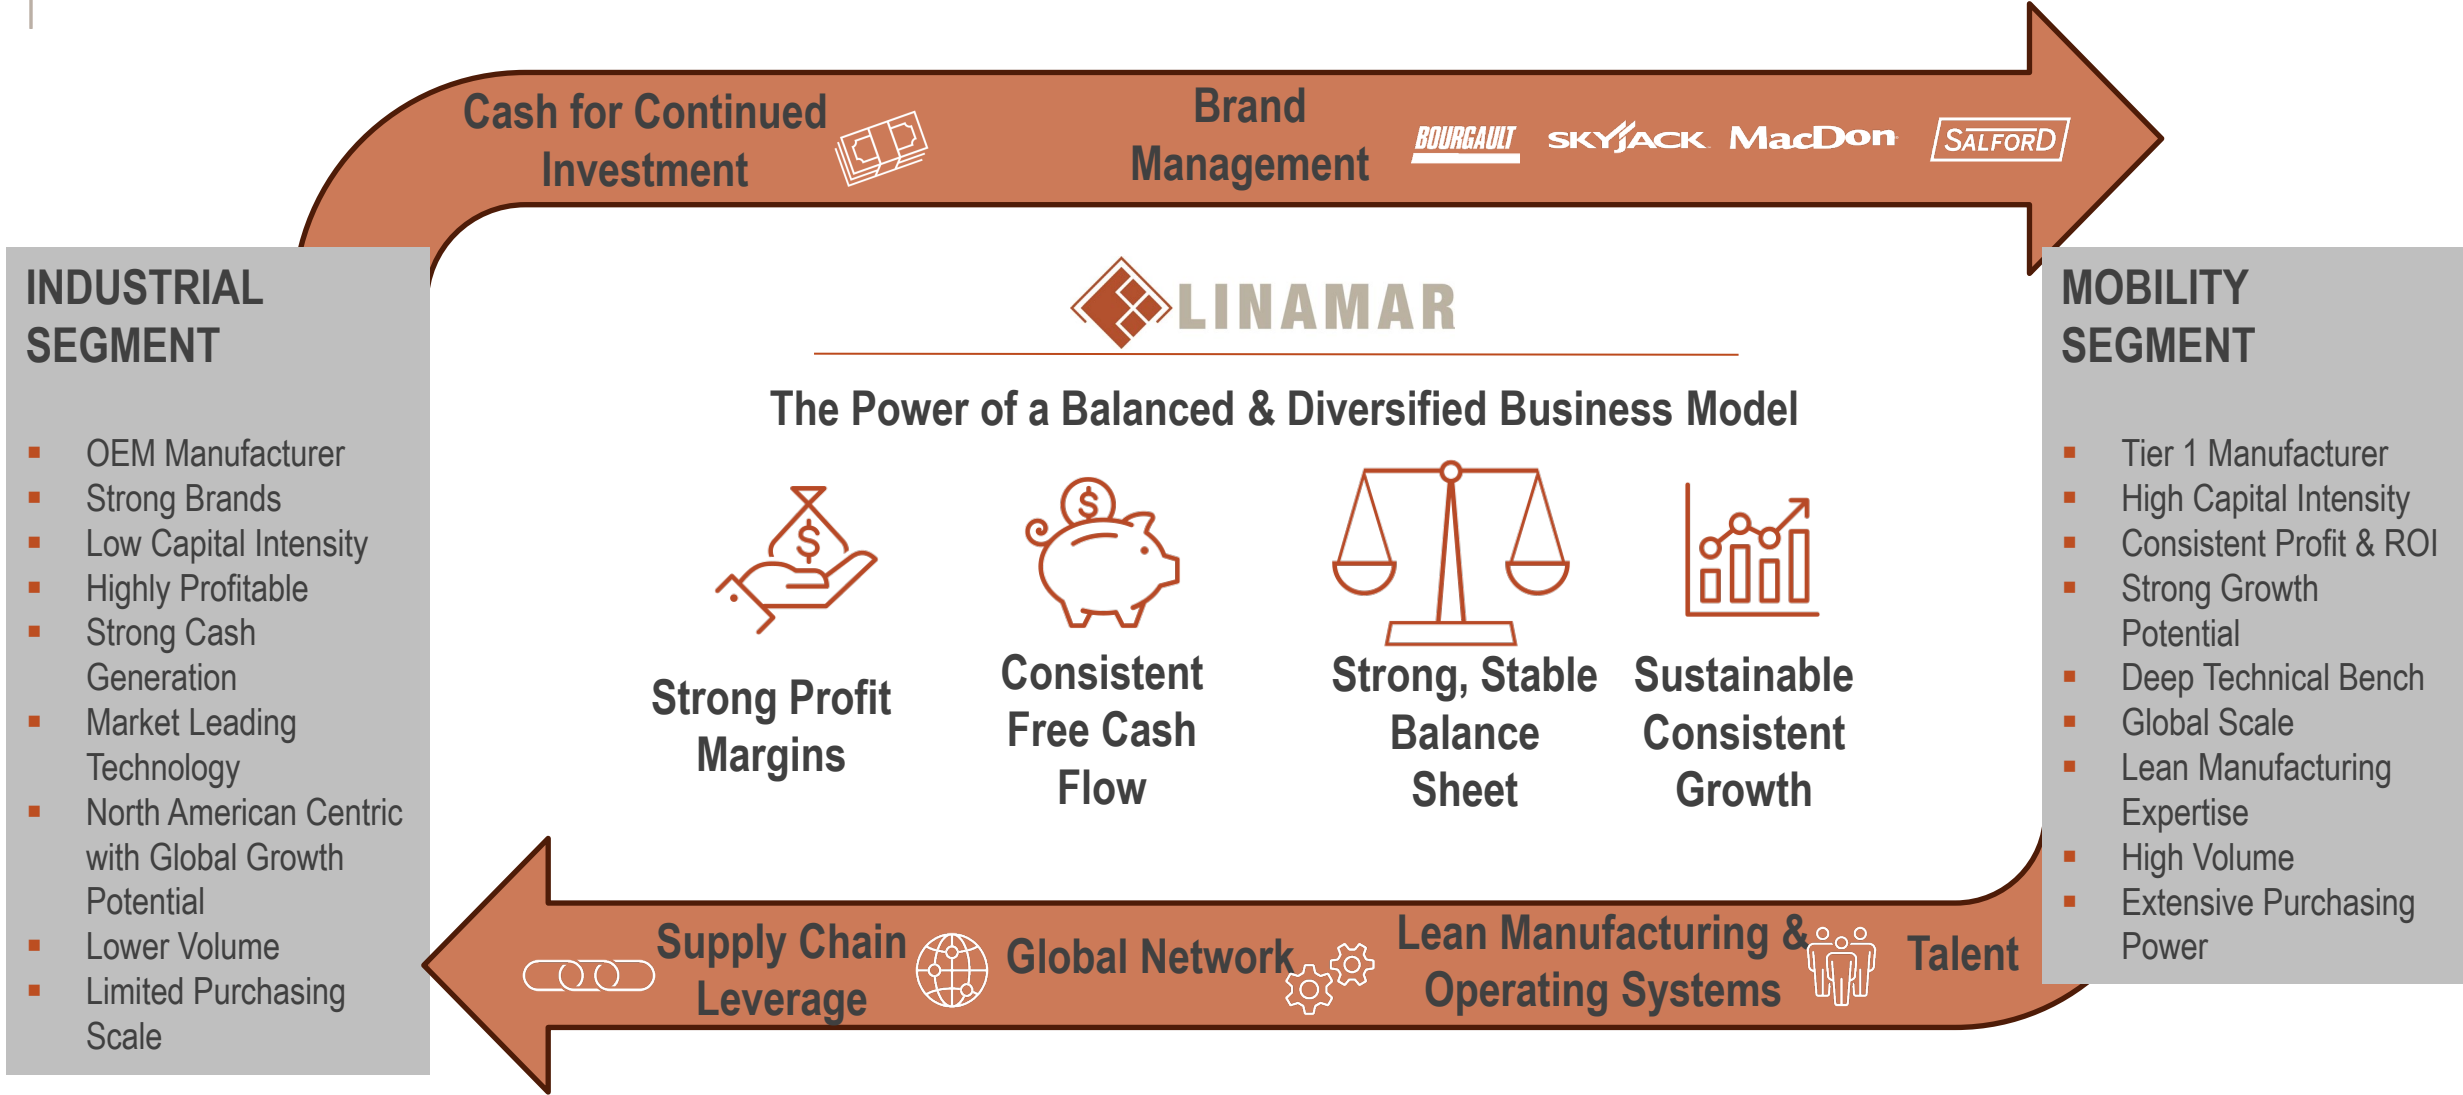 Cash for Continued
Investment
Brand
Management
BOURGAULT
SKYJACK
MacDon
SALFORD
INDUSTRIAL
SEGMENT
OEM Manufacturer
Strong Brands
Low Capital Intensity
Highly Profitable
Strong Cash
Generation
Market Leading
Technology
North American Centric
with Global Growth
Potential
Lower Volume
Limited Purchasing
Scale
LINAMAR
The Power of a Balanced & Diversified Business Model
$
Strong Profit
Margins
$
Consistent
Free Cash
Flow
Strong, Stable
Balance
Sheet
Sustainable
Consistent
Growth
MOBILITY
SEGMENT
Tier 1 Manufacturer
High Capital Intensity
Consistent Profit & ROI
Strong Growth
Potential
Deep Technical Bench
Global Scale
Lean Manufacturing
Expertise
High Volume
Extensive Purchasing
Power
Supply Chain
Leverage
Global Network
Lean Manufacturing &
Operating Systems
Talent